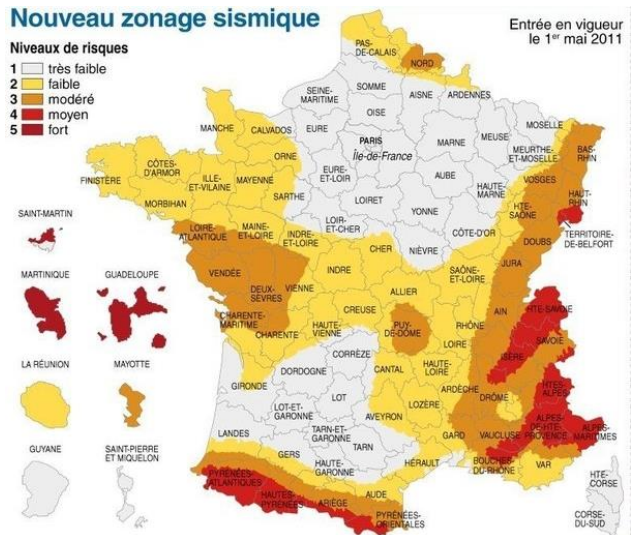 Nouveau zonage sismique
Entrée en vigueur
le 1er mai 2011
Niveaux de risques
1 très faible
2 faible
3 modéré
4 moyen
5 fort
PAS-
DE-CALAIS
NORD
SEINE-
MARITIME
SOMME
AISNE
ARDENNES
OISE
MANCHE
CALVADOS
EURE
PARIS
Île-de-France
MARNE
MEUSE
MOSELLE
MEURTHE-
ET-MOSELLE
BAS-
RHIN
ORNE
FINISTÈRE
CÔTES-
D'ARMOR
ILLE-
ET-VILAINE
MAYENNE
EURE-
ET-LOIR
AUBE
HAUTE-
MARNE
VOSGES
HAUT-
RHIN
MORBIHAN
SARTHE
LOIRET
YONNE
HTE-
SAÔNE
TERRITOIRE-
DE-BELFORT
LOIRE-
ATLANTIQUE
MAINE-
ET-LOIRE
INDRE-
ET-LOIRE
LOIR-
ET-CHER
CHER
NIÈVRE
CÔTE-D'OR
DOUBS
SAINT-MARTIN
VENDÉE
DEUX-
SÈVRES
VIENNE
INDRE
ALLIER
SAÔNE-
ET-LOIRE
JURA
MARTINIQUE
GUADELOUPE
CHARENTE-
MARITIME
CHARENTE
HAUTE-
VIENNE
CREUSE
PUY-
DE-DÔME
LOIRE
RHÔNE
AIN
HTE-SAVOIE
SAVOIE
LA RÉUNION
MAYOTTE
GIRONDE
DORDOGNE
CORRÈZE
CANTAL
HAUTE-
LOIRE
ISÈRE
ARDÈCHE
DRÔME
HTES-
ALPES
LOT-ET-
GARONNE
LOT
AVEYRON
LOZÈRE
GUYANE
SAINT-PIERRE
ET MIQUELON
LANDES
TARN-ET-
GARONNE
TARN
GARD
VAUCLUSE
ALPES-
DE-HTE-
PROVENCE
ALPES-
MARITIMES
GERS
HAUTE-
GARONNE
HÉRAULT
BOUCHES-
DU-RHÔNE
VAR
PYRÉNÉES-
ATLANTIQUES
HAUTES-
PYRÉNÉES
ARIÈGE
AUDE
PYRÉNÉES-
ORIENTALES
HTE-
CORSE
CORSE-
DU-SUD